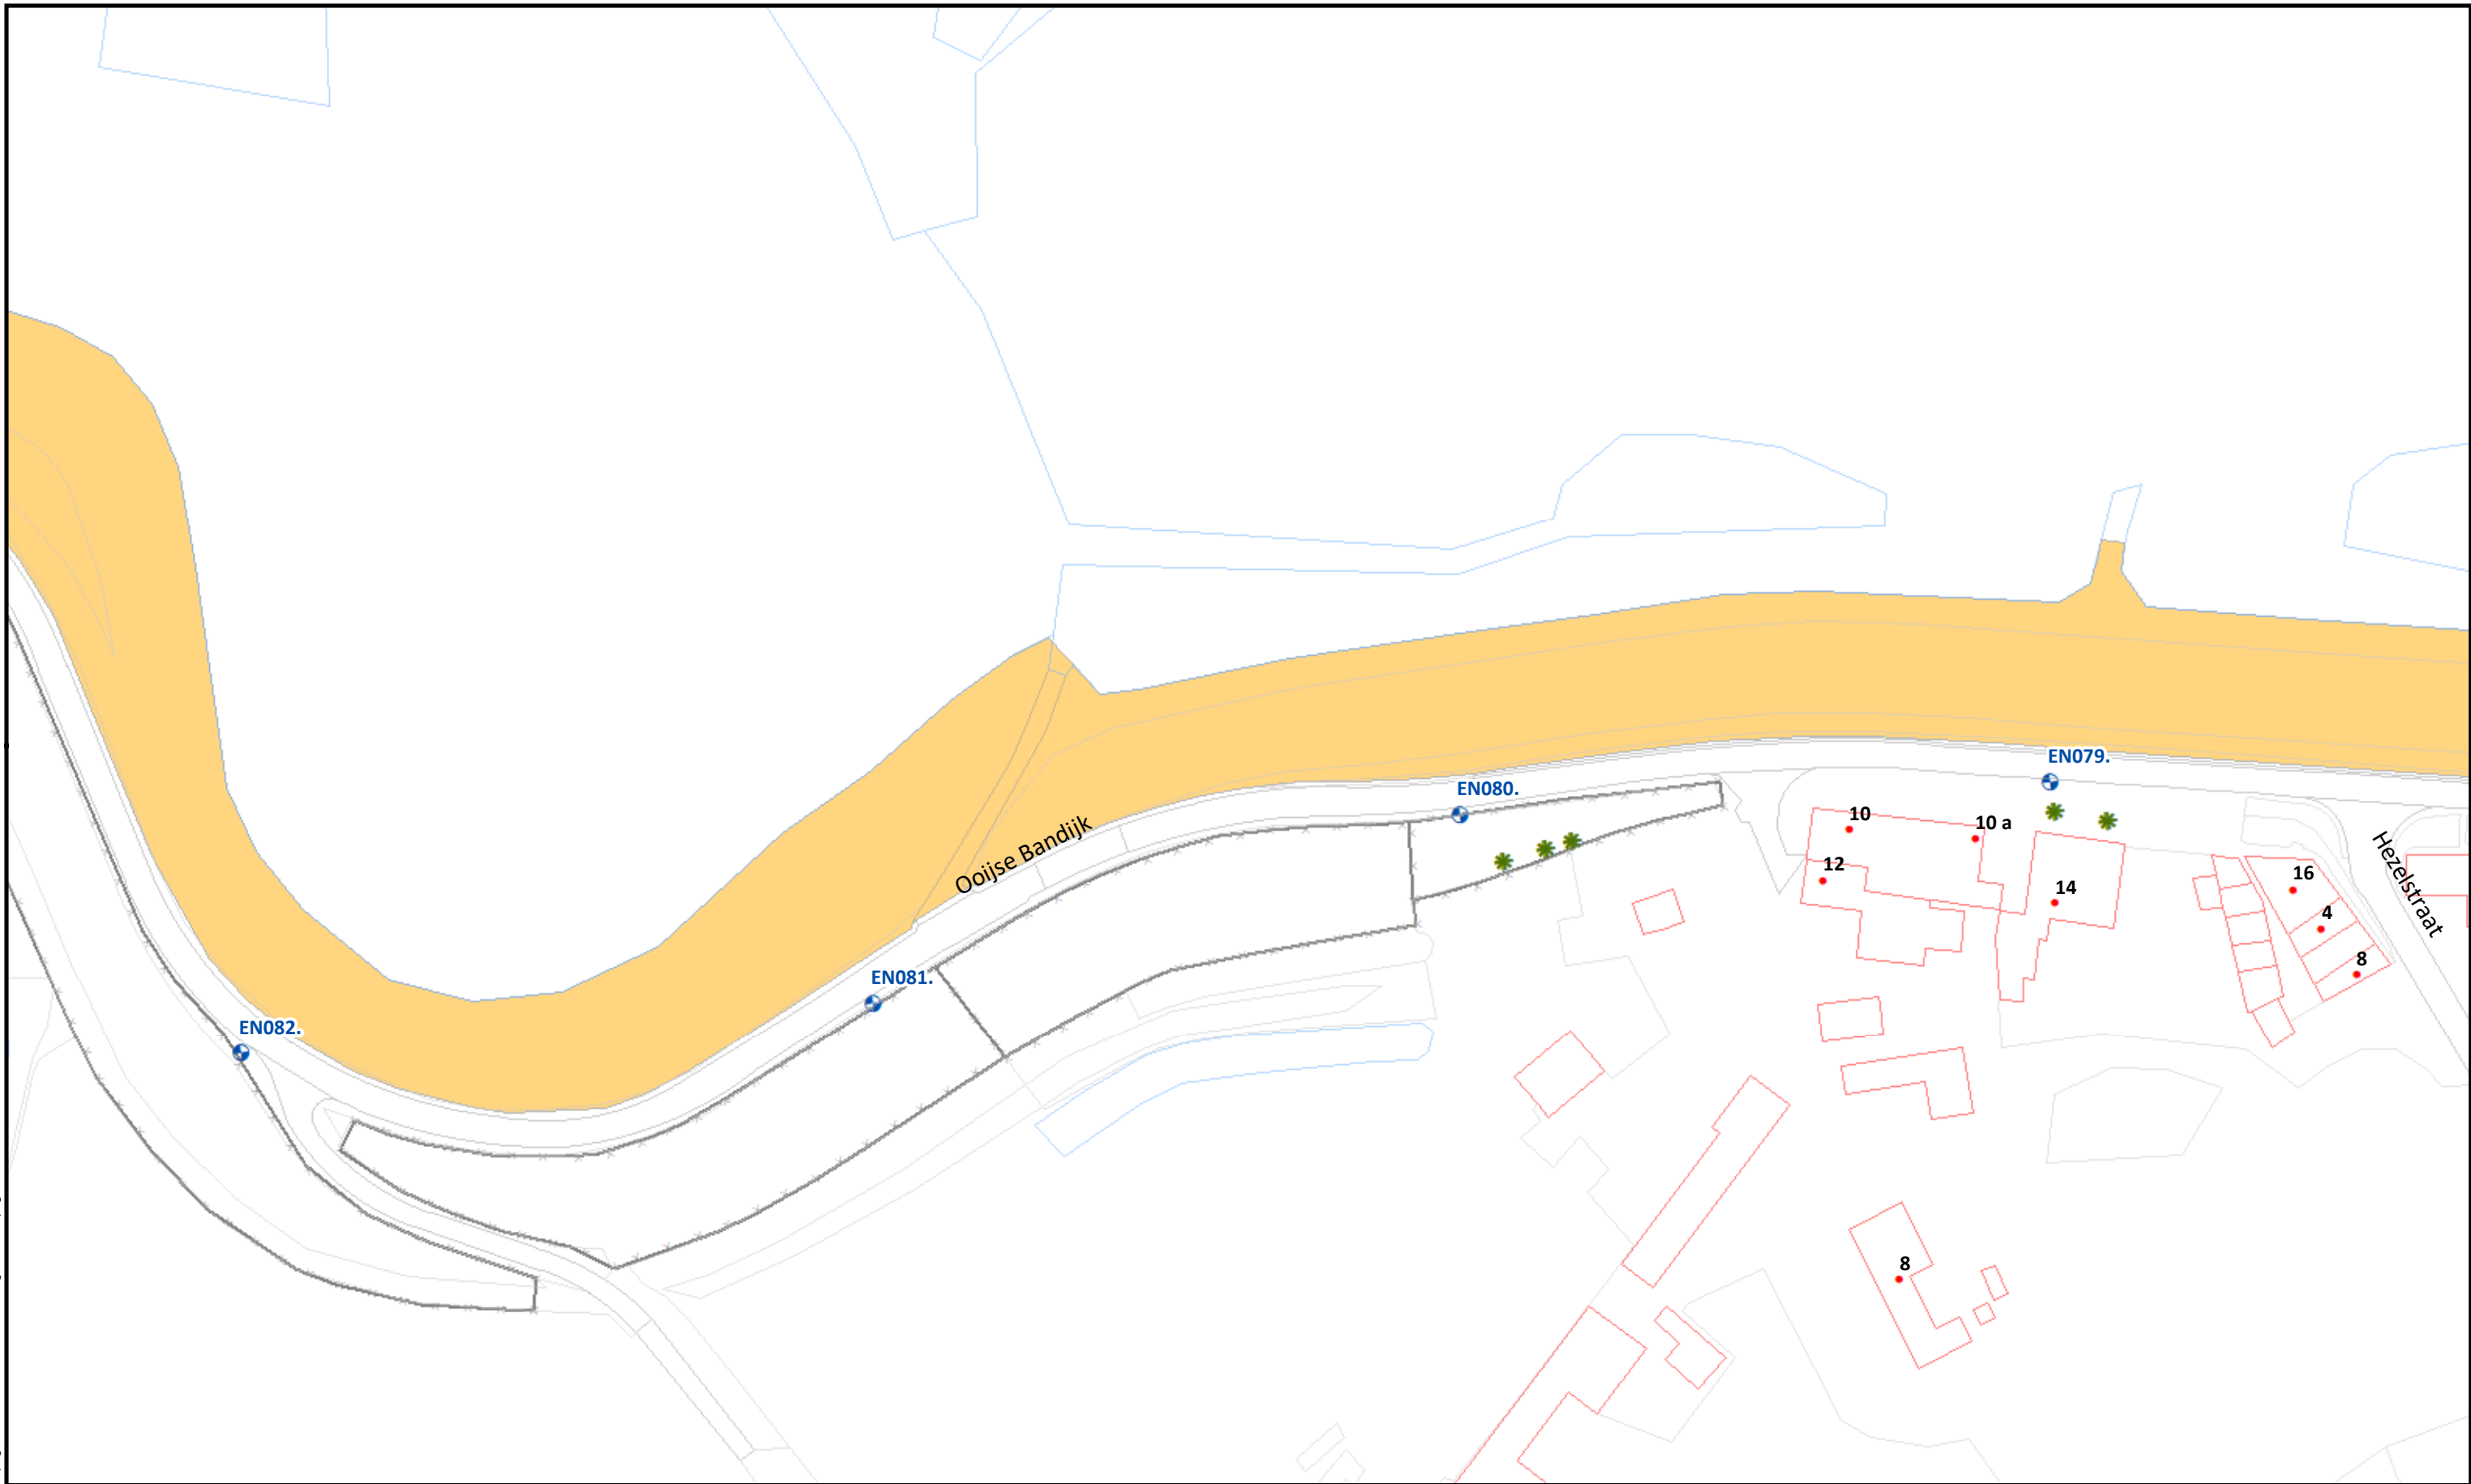 EN079.
EN080.
10
10 a
Ooijse Bandijk
Hezelstraat
12
16
14
4
8
EN081.
EN082.
8